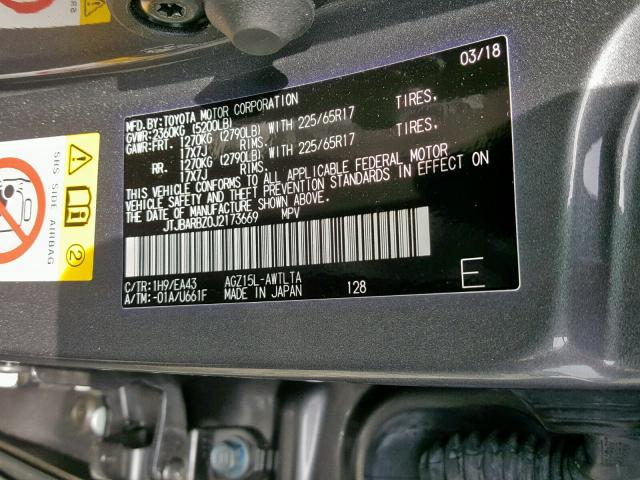 03/18
MFD.BY:TOYOTA MOTOR CORPORATION
GVWR:2360KG (5200LB)
GAWR:FRT. 1270KG (2790LB) WITH 225/65R17 TIRES,
17X7J RIMS.
RR. 1270KG (2790LB) WITH 225/65R17 TIRES,
17X7J RIMS.
THIS VEHICLE CONFORMS TO ALL APPLICABLE FEDERAL MOTOR
VEHICLE SAFETY AND THEFT PREVENTION STANDARDS IN EFFECT ON
THE DATE OF MANUFACTURE SHOWN ABOVE.
JTJBARBZ0J2173669 MPV
C/TR:1H9/EA43 AGZ15L-AWTLTA
A/TM:-01A/U661F MADE IN JAPAN 128
E
SRS SIDE AIRBAG
2